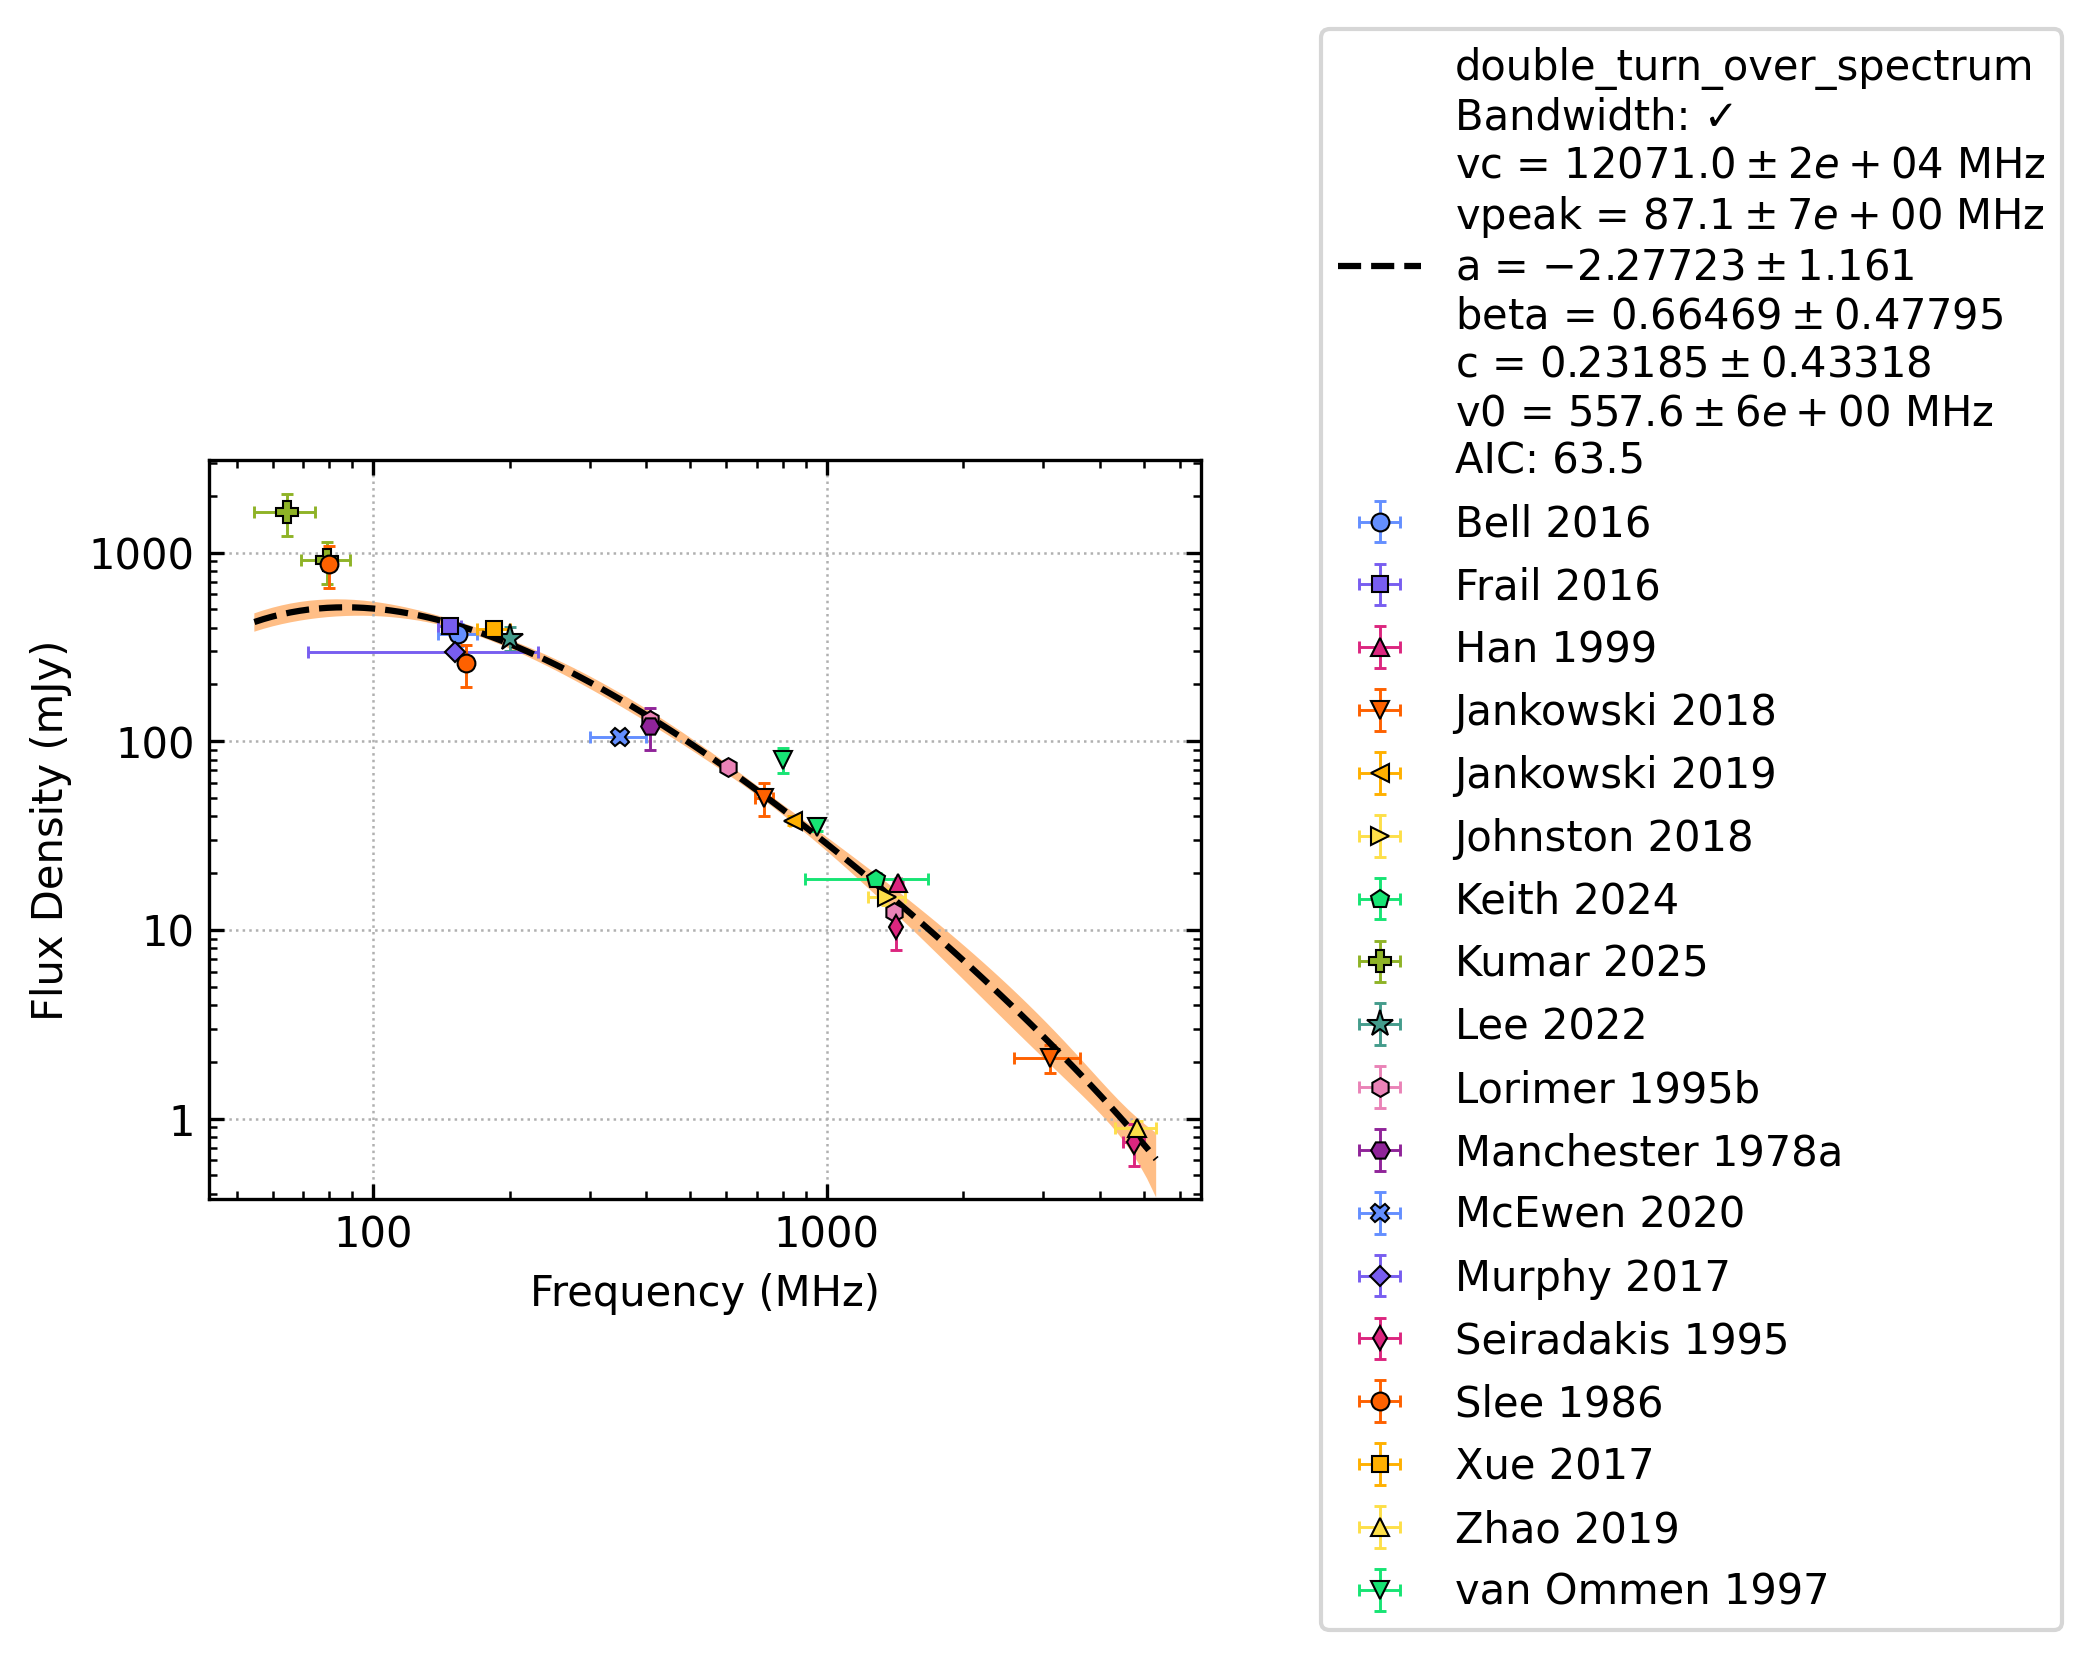 1000
100
10
1
Flux Density (mJy)
100
1000
Frequency (MHz)
double_turn_over_spectrum
Bandwidth: ✓
vc = 12071.0 ± 2e + 04 MHz
vpeak = 87.1 ± 7e + 00 MHz
a = −2.27723 ± 1.161
beta = 0.66469 ± 0.47795
c = 0.23185 ± 0.43318
v0 = 557.6 ± 6e + 00 MHz
AIC: 63.5
Bell 2016
Frail 2016
Han 1999
Jankowski 2018
Jankowski 2019
Johnston 2018
Keith 2024
Kumar 2025
Lee 2022
Lorimer 1995b
Manchester 1978a
McEwen 2020
Murphy 2017
Seiradakis 1995
Slee 1986
Xue 2017
Zhao 2019
van Ommen 1997